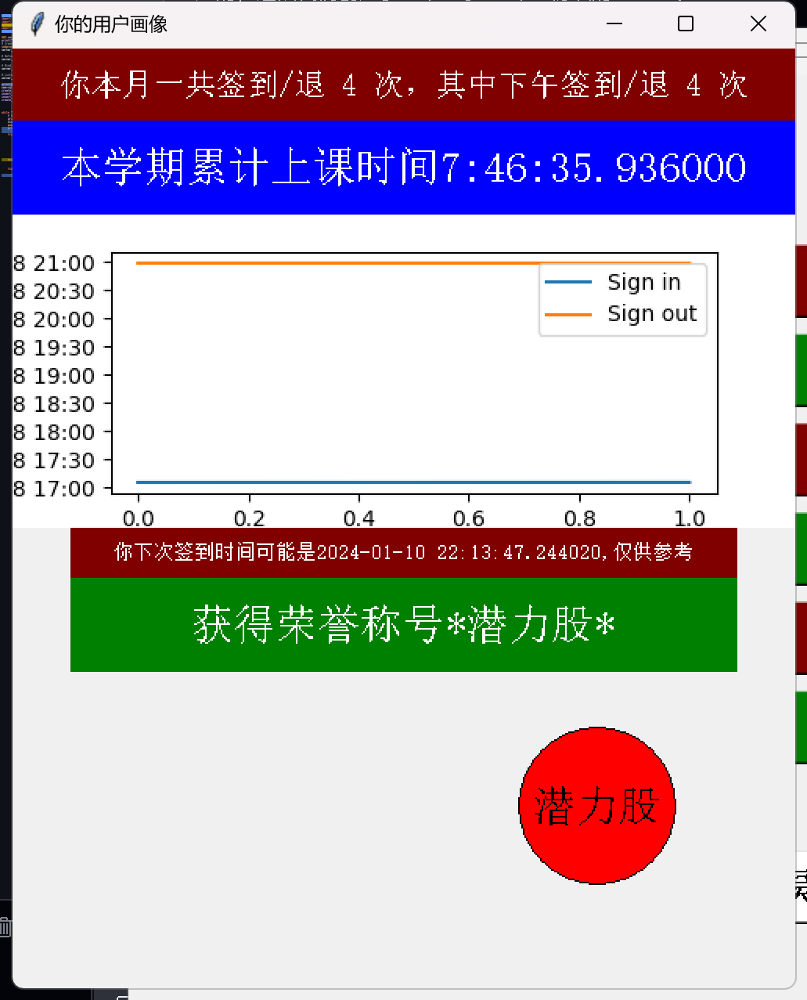 你的用户画像
你本月一共签到/退 4 次，其中下午签到/退 4 次
本学期累计上课时间7:46:35.936000
8 21:00
8 20:30
8 20:00
8 19:30
8 19:00
8 18:30
8 18:00
8 17:30
8 17:00
Sign in
Sign out
0.0 0.2 0.4 0.6 0.8 1.0
你下次签到时间可能是2024-01-10 22:13:47.244020,仅供参考
获得荣誉称号*潜力股*
潜力股